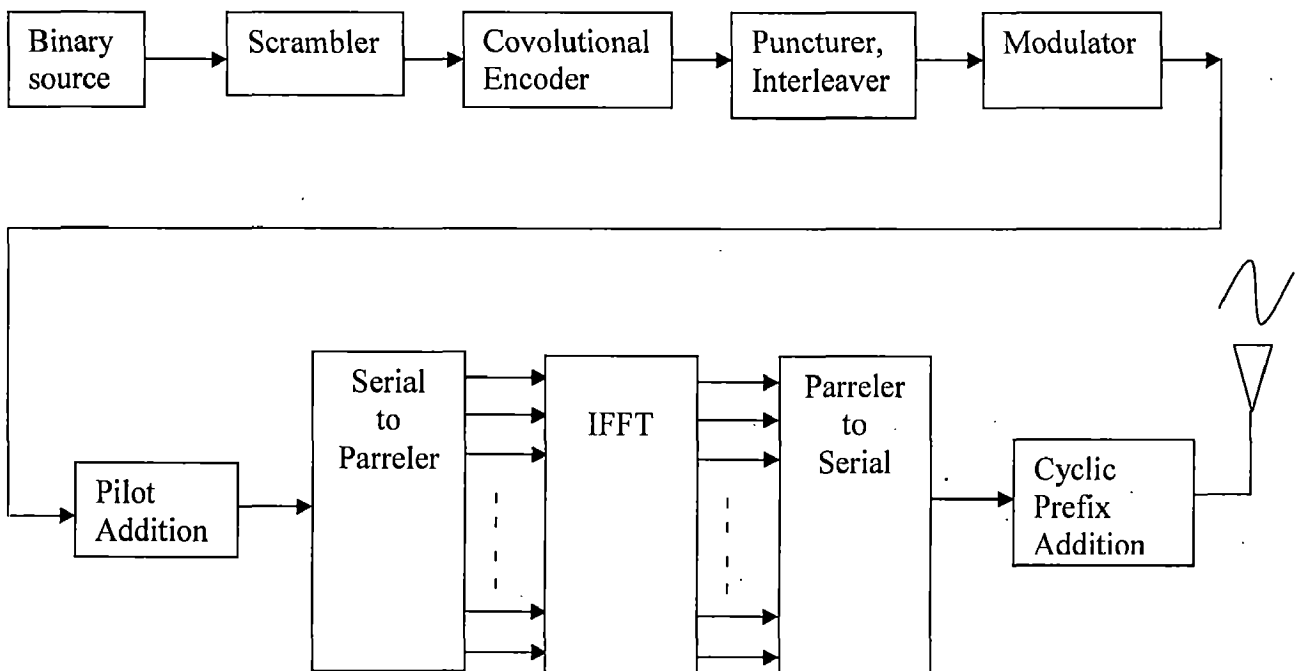 Binary
source
Scrambler
Covolutional
Encoder
Puncturer,
Interleaver
Modulator
Pilot
Addition
Serial
to
Parreler
IFFT
Parreler
to
Serial
Cyclic
Prefix
Addition